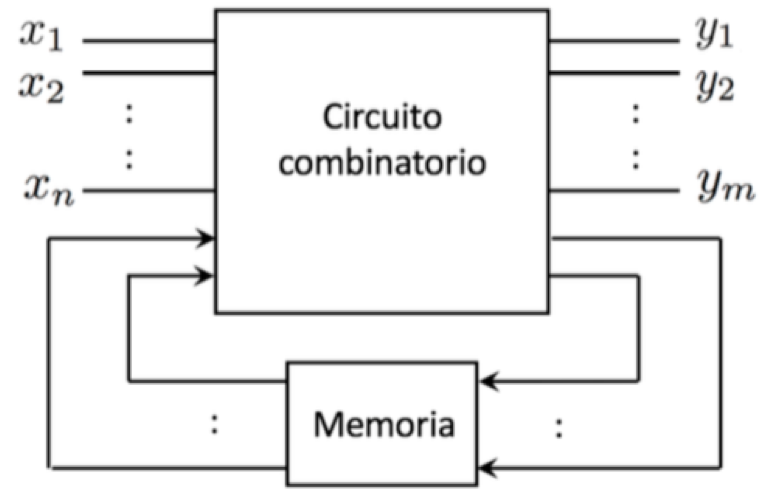 x₁ y₁
x₂ y₂
: :
Circuito
combinatorio
: :
xₙ yₘ
: Memoria :